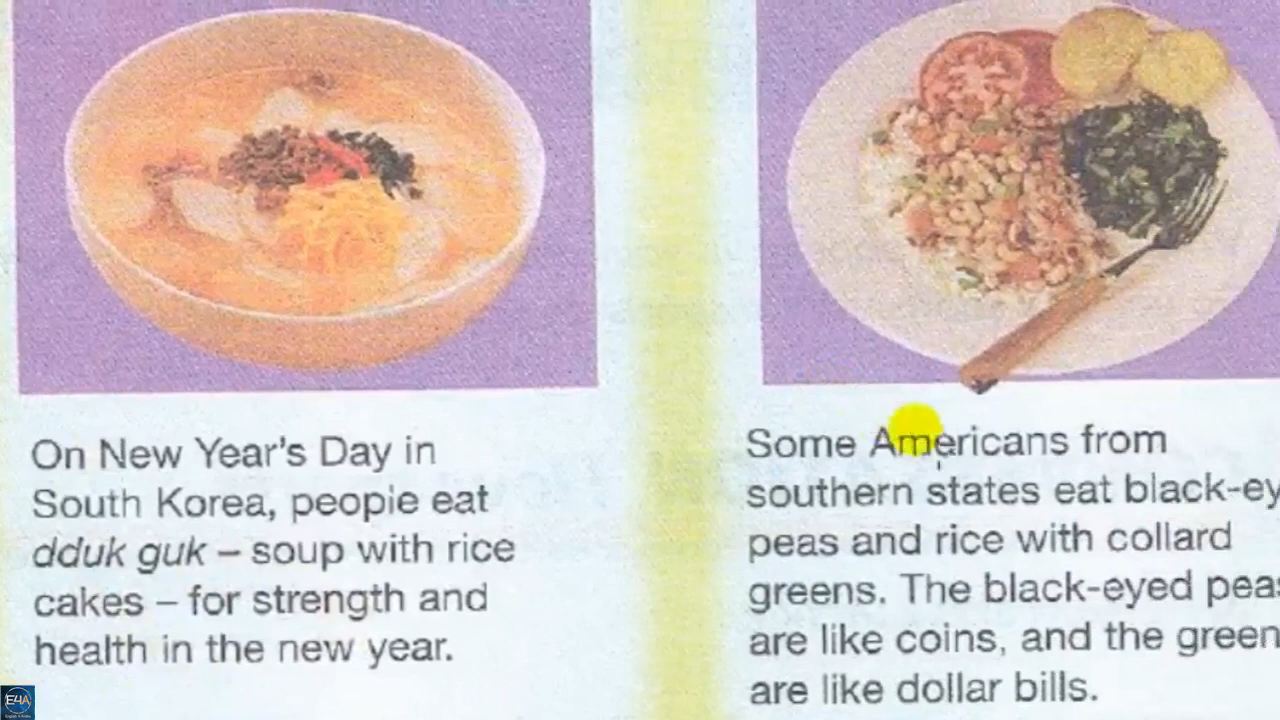 On New Year's Day in
South Korea, peopie eat
dduk guk – soup with rice
cakes – for strength and
health in the new year.
Some Americans from
southern states eat black-ey
peas and rice with collard
greens. The black-eyed peas
are like coins, and the green
are like dollar bills.
E4A